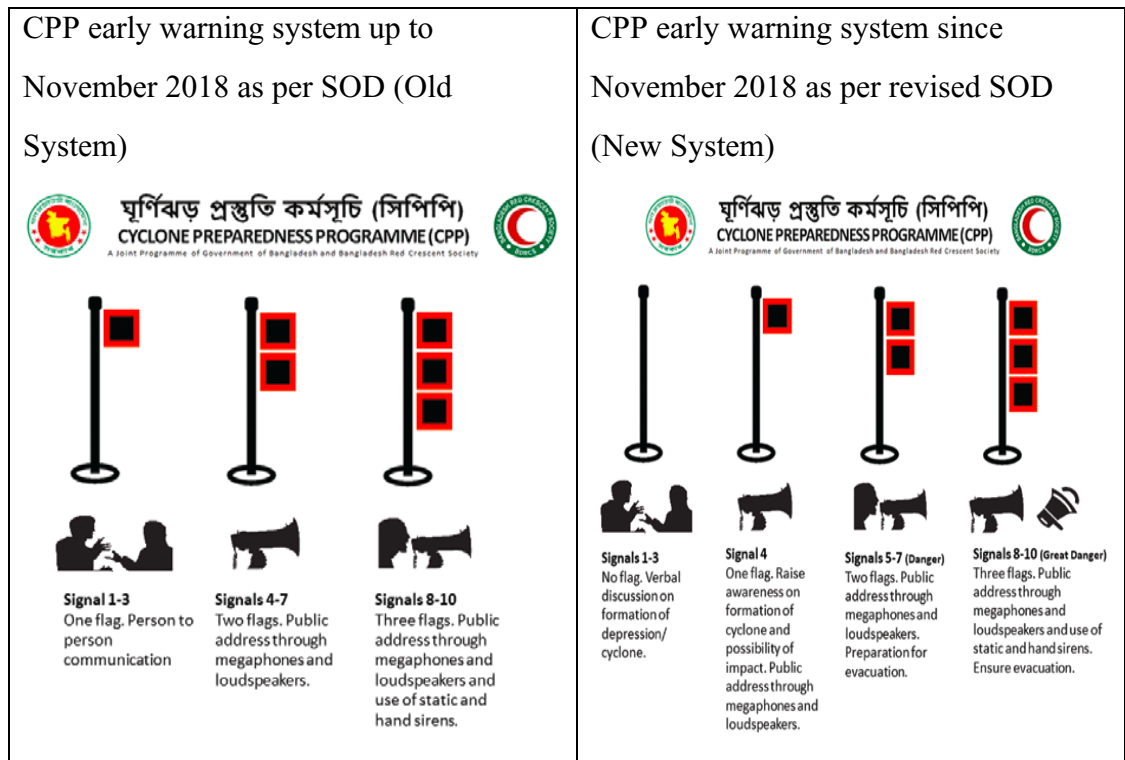 CPP early warning system up to
November 2018 as per SOD (Old
System)
ঘূর্ণিঝড় প্রস্তুতি কর্মসূচি (সিপিপি)
CYCLONE PREPAREDNESS PROGRAMME (CPP)
A Joint Programme of Government of Bangladesh and Bangladesh Red Crescent Society
Signal 1-3
One flag. Person to
person
communication
Signals 4-7
Two flags. Public
address through
megaphones and
loudspeakers.
Signals 8-10
Three flags. Public
address through
megaphones and
loudspeakers and
use of static and
hand sirens.
CPP early warning system since
November 2018 as per revised SOD
(New System)
ঘূর্ণিঝড় প্রস্তুতি কর্মসূচি (সিপিপি)
CYCLONE PREPAREDNESS PROGRAMME (CPP)
A Joint Programme of Government of Bangladesh and Bangladesh Red Crescent Society
Signals 1-3
No flag. Verbal
discussion on
formation of
depression/
cyclone.
Signal 4
One flag. Raise
awareness on
formation of
cyclone and
possibility of
impact. Public
address through
megaphones and
loudspeakers.
Signals 5-7 (Danger)
Two flags. Public
address through
megaphones and
loudspeakers.
Preparation for
evacuation.
Signals 8-10 (Great Danger)
Three flags. Public
address through
megaphones and
loudspeakers and use of
static and hand sirens.
Ensure evacuation.